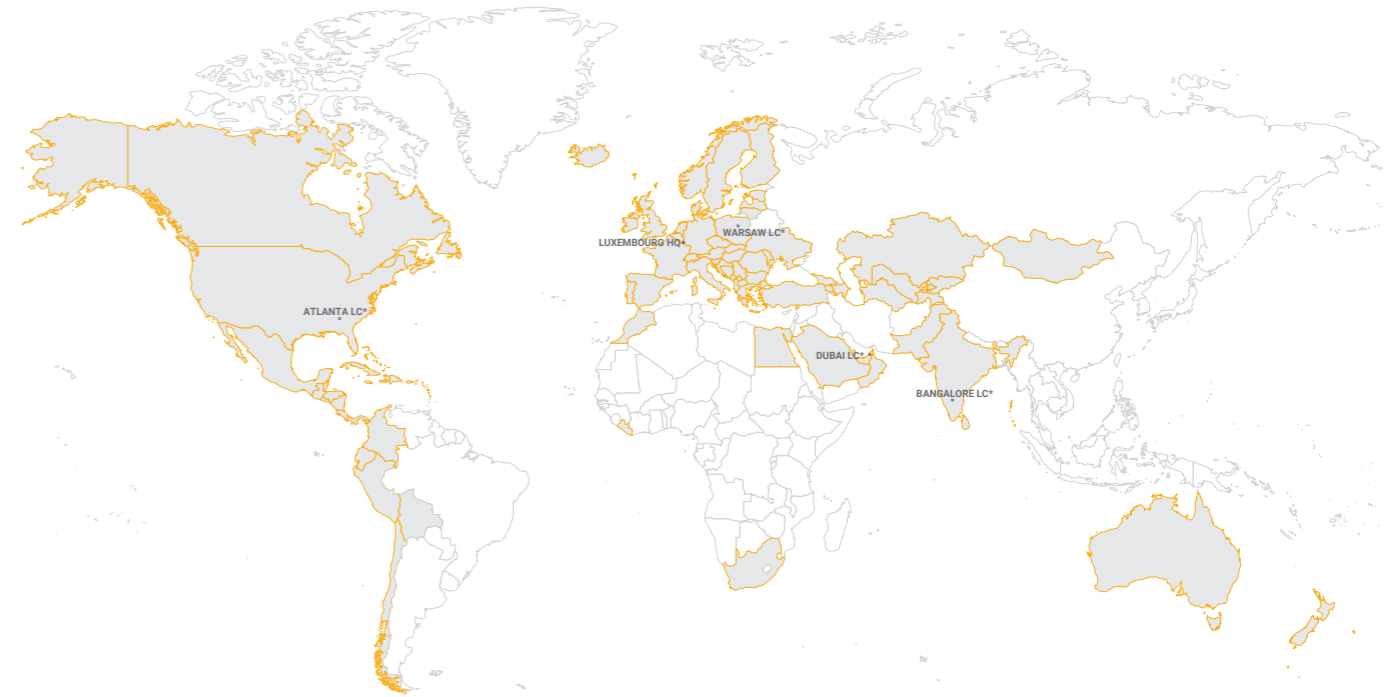 WARSAW LC*
LUXEMBOURG HQ*
ATLANTA LC*
DUBAI LC*
BANGALORE LC*